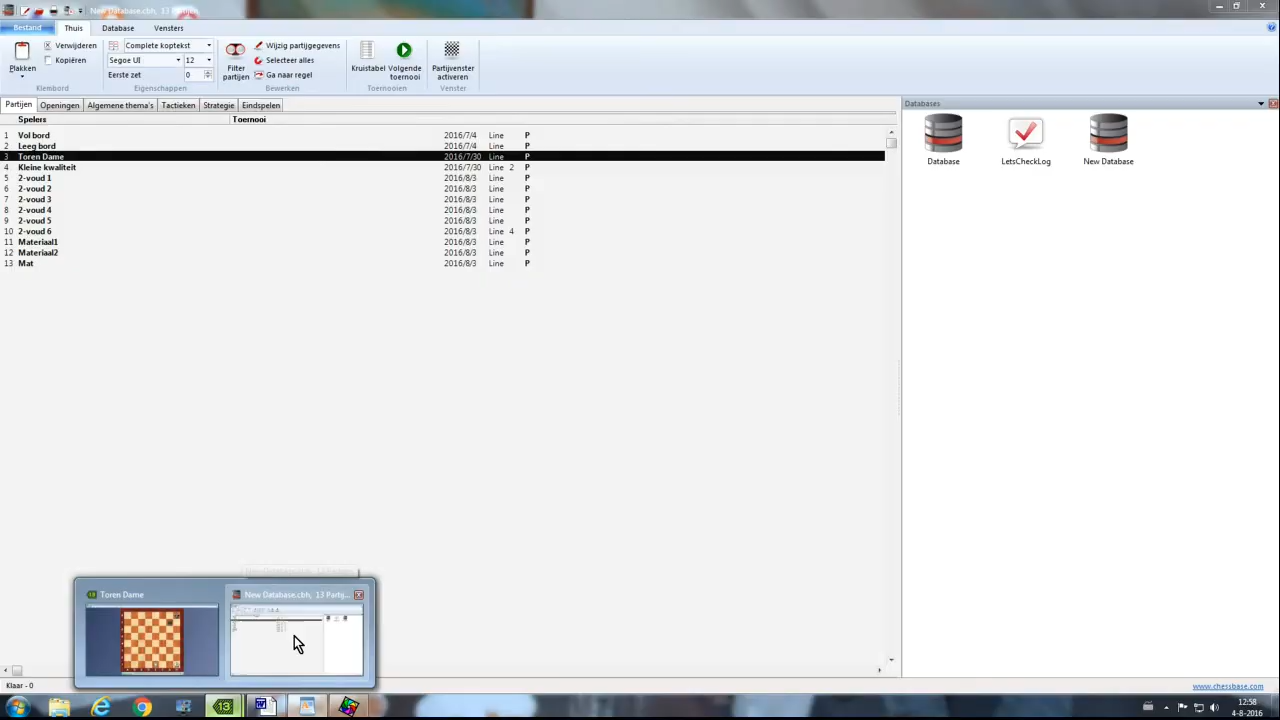 New Database.cbh, 13 Partijen,
Bestand Thuis Database Vensters
Plakken
Verwijderen
Kopiëren
Klembord
Complete koptekst
Segoe UI 12
Eerste zet 0
Eigenschappen
Filter partijen
Wijzig partijgegevens
Selecteer alles
Ga naar regel
Bewerken
Kruistabel Volgende toernooi
Toernooien
Partijvenster activeren
Venster
Partijen Openingen Algemene thema's Tactieken Strategie Eindspelen
Spelers Toernooi
1 Vol bord 2016/7/4 Line P
2 Leeg bord 2016/7/4 Line P
3 Toren Dame 2016/7/30 Line P
4 Kleine kwaliteit 2016/7/30 Line 2 P
5 2-voud 1 2016/8/3 Line P
6 2-voud 2 2016/8/3 Line P
7 2-voud 3 2016/8/3 Line P
8 2-voud 4 2016/8/3 Line P
9 2-voud 5 2016/8/3 Line P
10 2-voud 6 2016/8/3 Line 4 P
11 Materiaal1 2016/8/3 Line P
12 Materiaal2 2016/8/3 Line P
13 Mat 2016/8/3 Line P
Databases
Database LetsCheckLog New Database
Toren Dame
New Database.cbh, 13 Partij...
Klaar - 0
www.chessbase.com
13
12:58
4-8-2016